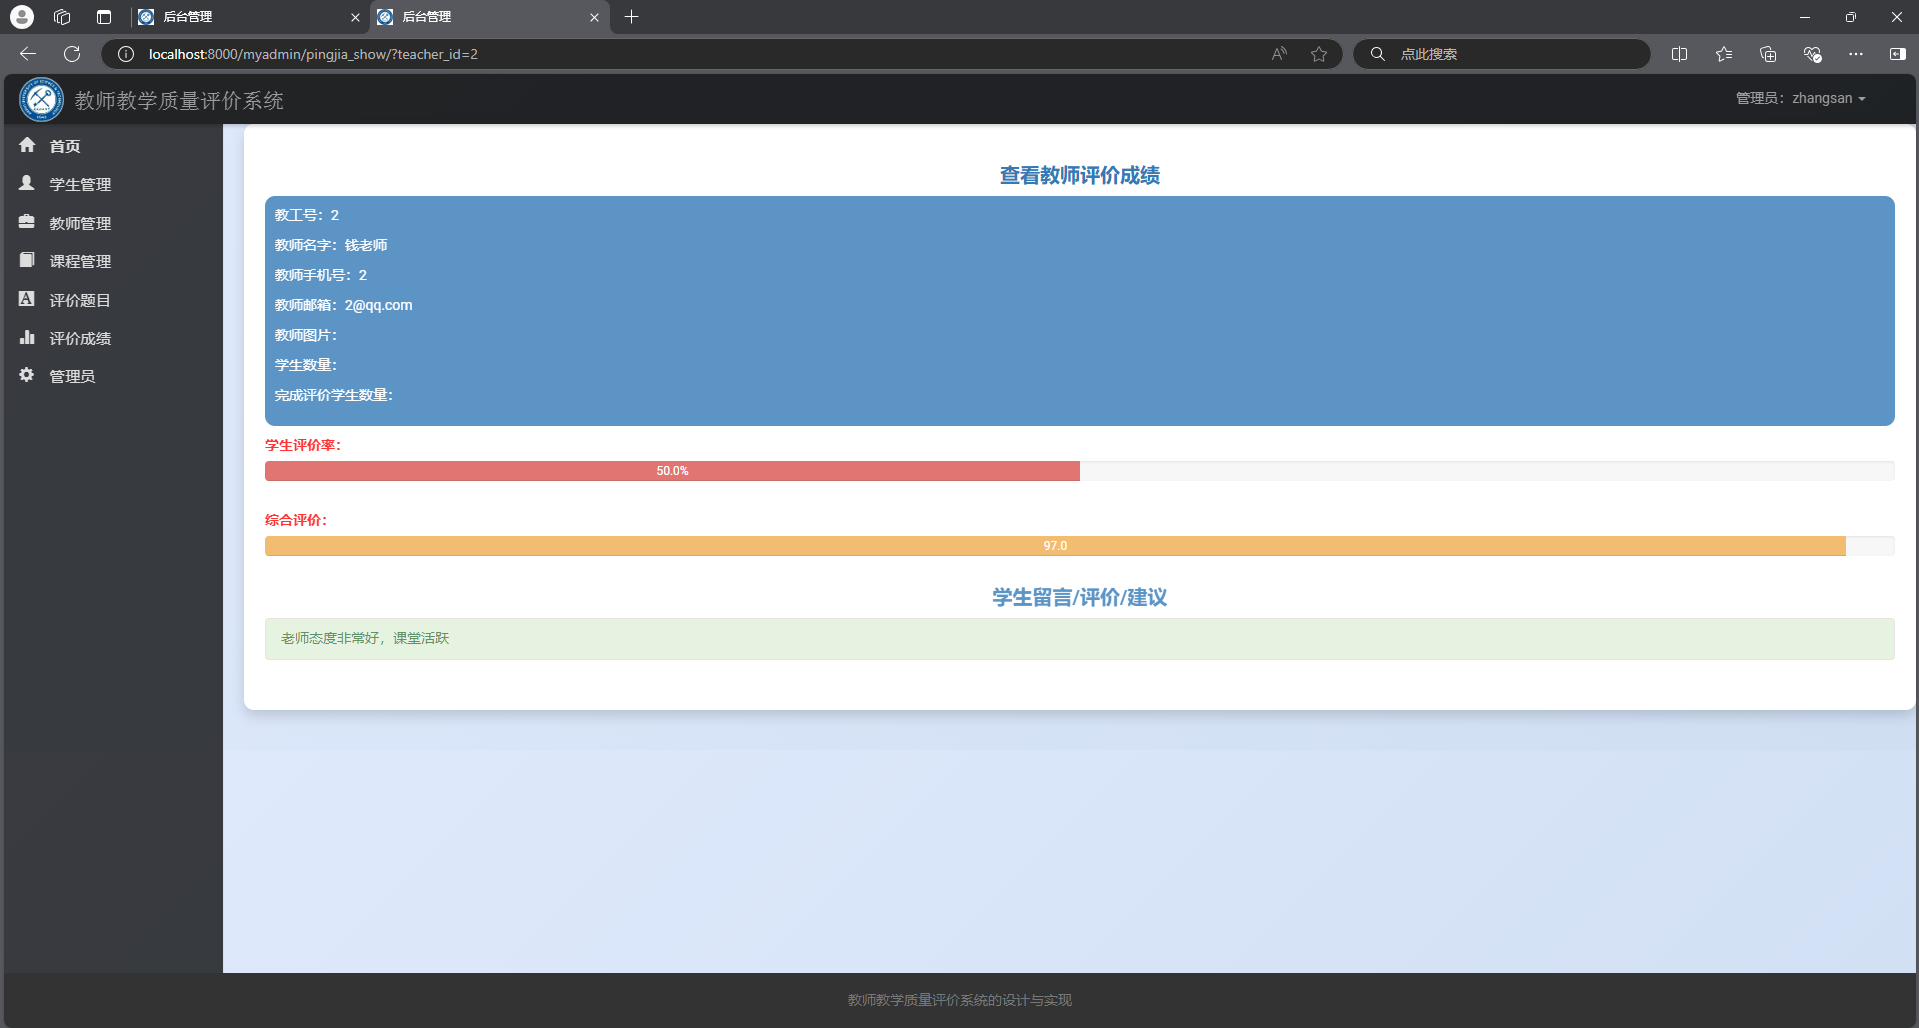 后台管理
后台管理
localhost:8000/myadmin/pingjia_show/?teacher_id=2
点此搜索
教师教学质量评价系统
管理员：zhangsan
首页
学生管理
教师管理
课程管理
评价题目
评价成绩
管理员
查看教师评价成绩
教工号：2
教师名字：钱老师
教师手机号：2
教师邮箱：2@qq.com
教师图片：
学生数量：
完成评价学生数量：
学生评价率：
50.0%
综合评价：
97.0
学生留言/评价/建议
老师态度非常好，课堂活跃
教师教学质量评价系统的设计与实现